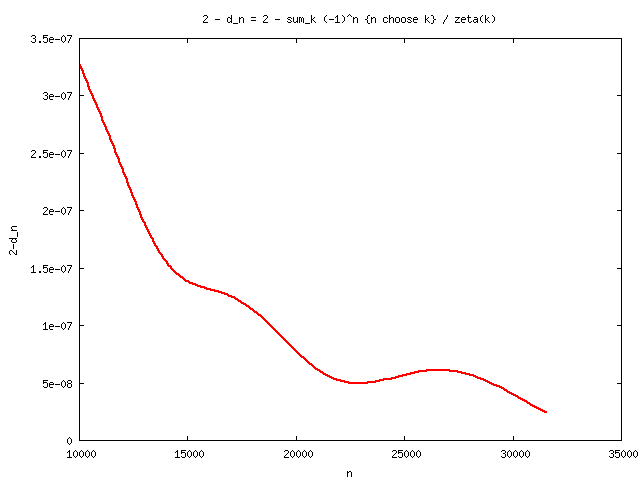 2 - d_n = 2 - sum_k (-1)^n {n choose k} / zeta(k)
3.5e-07
3e-07
2.5e-07
2e-07
1.5e-07
1e-07
5e-08
0
2-d_n
10000 15000 20000 25000 30000 35000
n